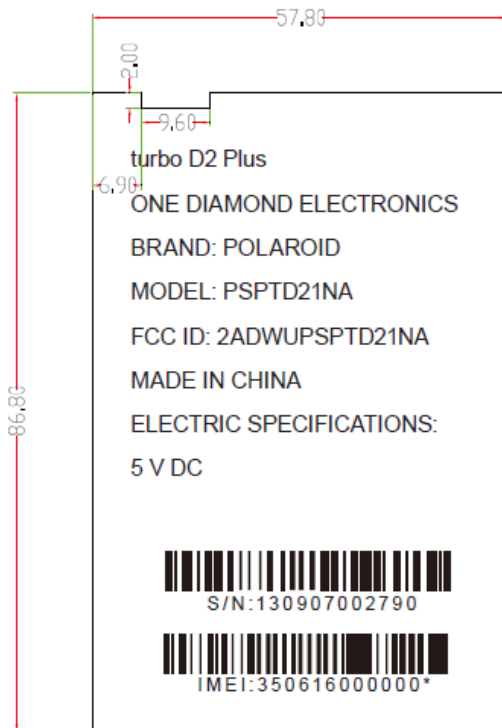 57.80
2.00
9.60
turbo D2 Plus
6.90
ONE DIAMOND ELECTRONICS
BRAND: POLAROID
MODEL: PSPTD21NA
FCC ID: 2ADWUPSPTD21NA
MADE IN CHINA
86.80
ELECTRIC SPECIFICATIONS:
5 V DC
S/N:130907002790
IMEI:350616000000*